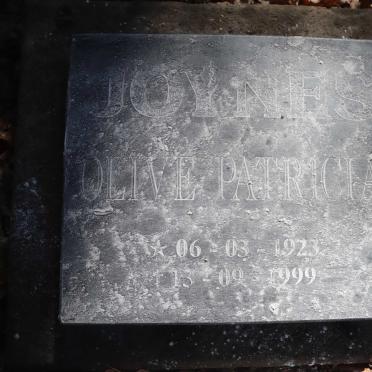 JOYNES
OLIVE PATRICIA
★ 06 - 03 - 1923
† 13 - 09 - 1999